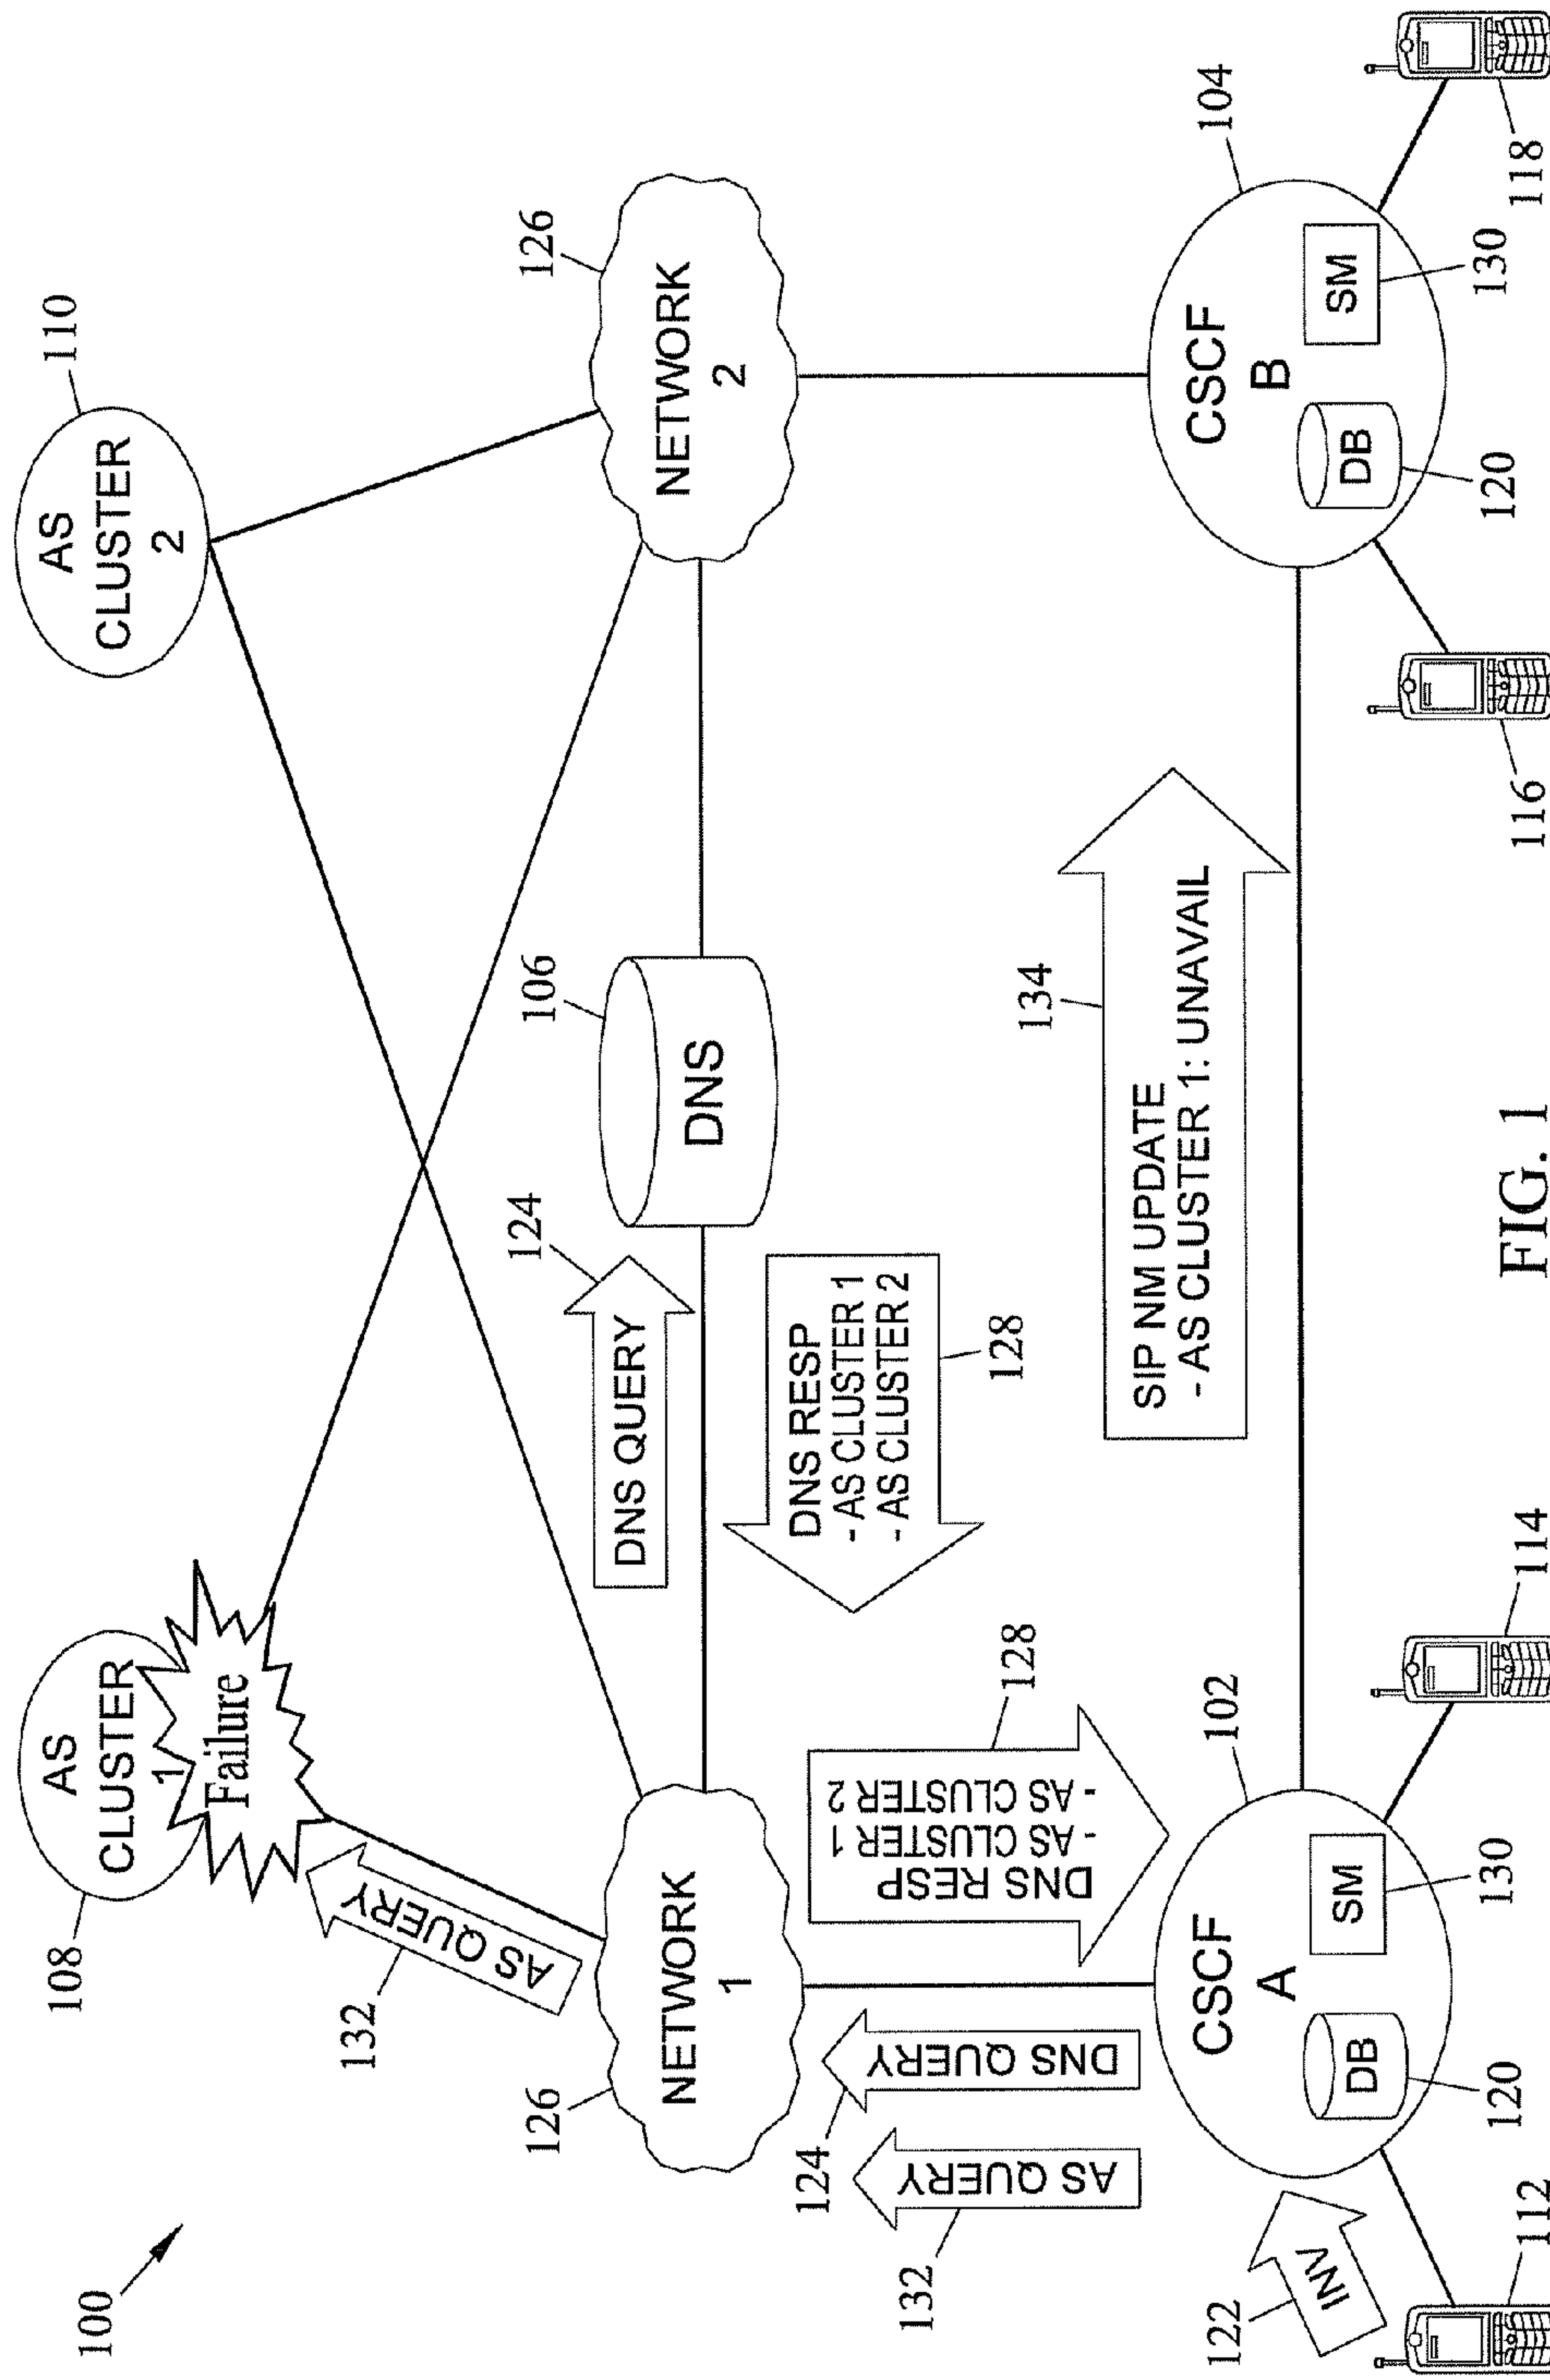 100
108
AS
CLUSTER
1
Failure
110
AS
CLUSTER
2
132
AS QUERY
126
NETWORK
1
124
DNS QUERY
106
DNS
126
NETWORK
2
DNS RESP
- AS CLUSTER 1
- AS CLUSTER 2
128
132
AS QUERY
124
DNS QUERY
DNS RESP
- AS CLUSTER 1
- AS CLUSTER 2
128
134
SIP NM UPDATE
- AS CLUSTER 1: UNAVAIL
122
INV
102
CSCF
A
DB
SM
120
130
104
CSCF
B
DB
SM
120
130
112
114
116
118
FIG. 1